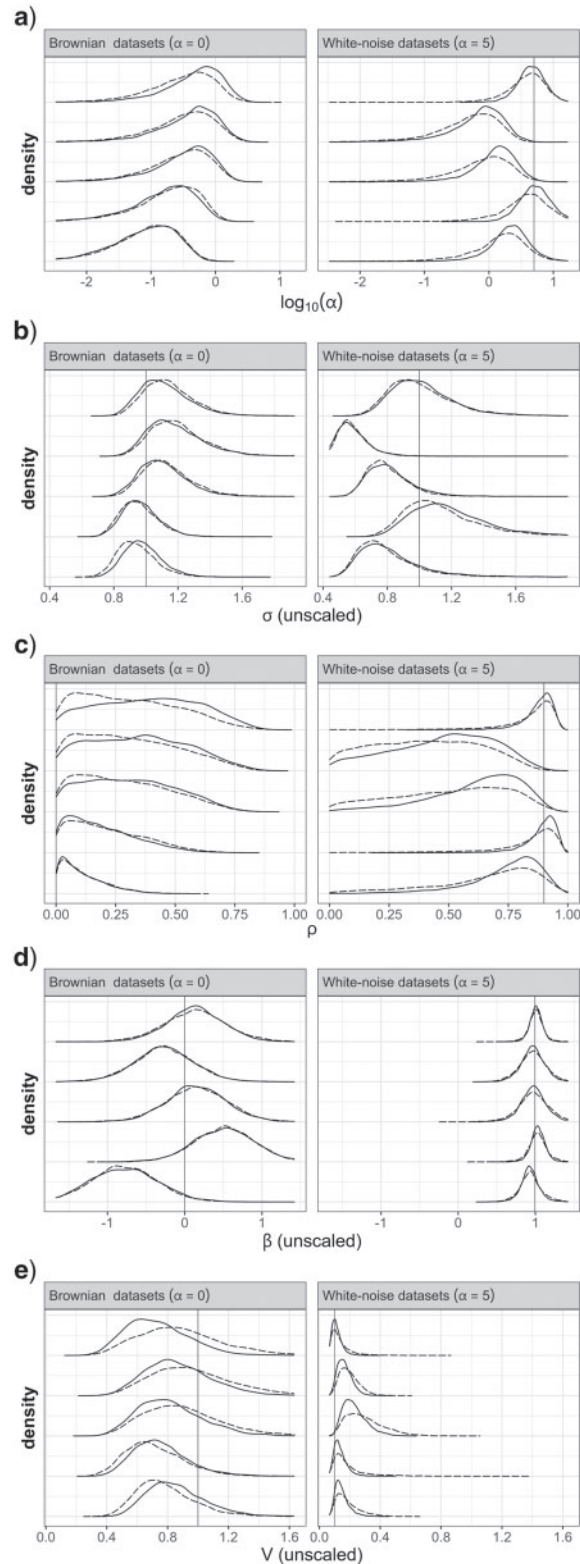 a)
Brownian datasets (α = 0)
White-noise datasets (α = 5)
density
-2
-1
0
1
-2
-1
0
1
log10(α)
b)
Brownian datasets (α = 0)
White-noise datasets (α = 5)
density
0.4
0.8
1.2
1.6
0.4
0.8
1.2
1.6
σ (unscaled)
c)
Brownian datasets (α = 0)
White-noise datasets (α = 5)
density
0.00
0.25
0.50
0.75
1.00
0.00
0.25
0.50
0.75
1.00
ρ
d)
Brownian datasets (α = 0)
White-noise datasets (α = 5)
density
-1
0
1
-1
0
1
β (unscaled)
e)
Brownian datasets (α = 0)
White-noise datasets (α = 5)
density
0.0
0.4
0.8
1.2
1.6
0.0
0.4
0.8
1.2
1.6
V (unscaled)